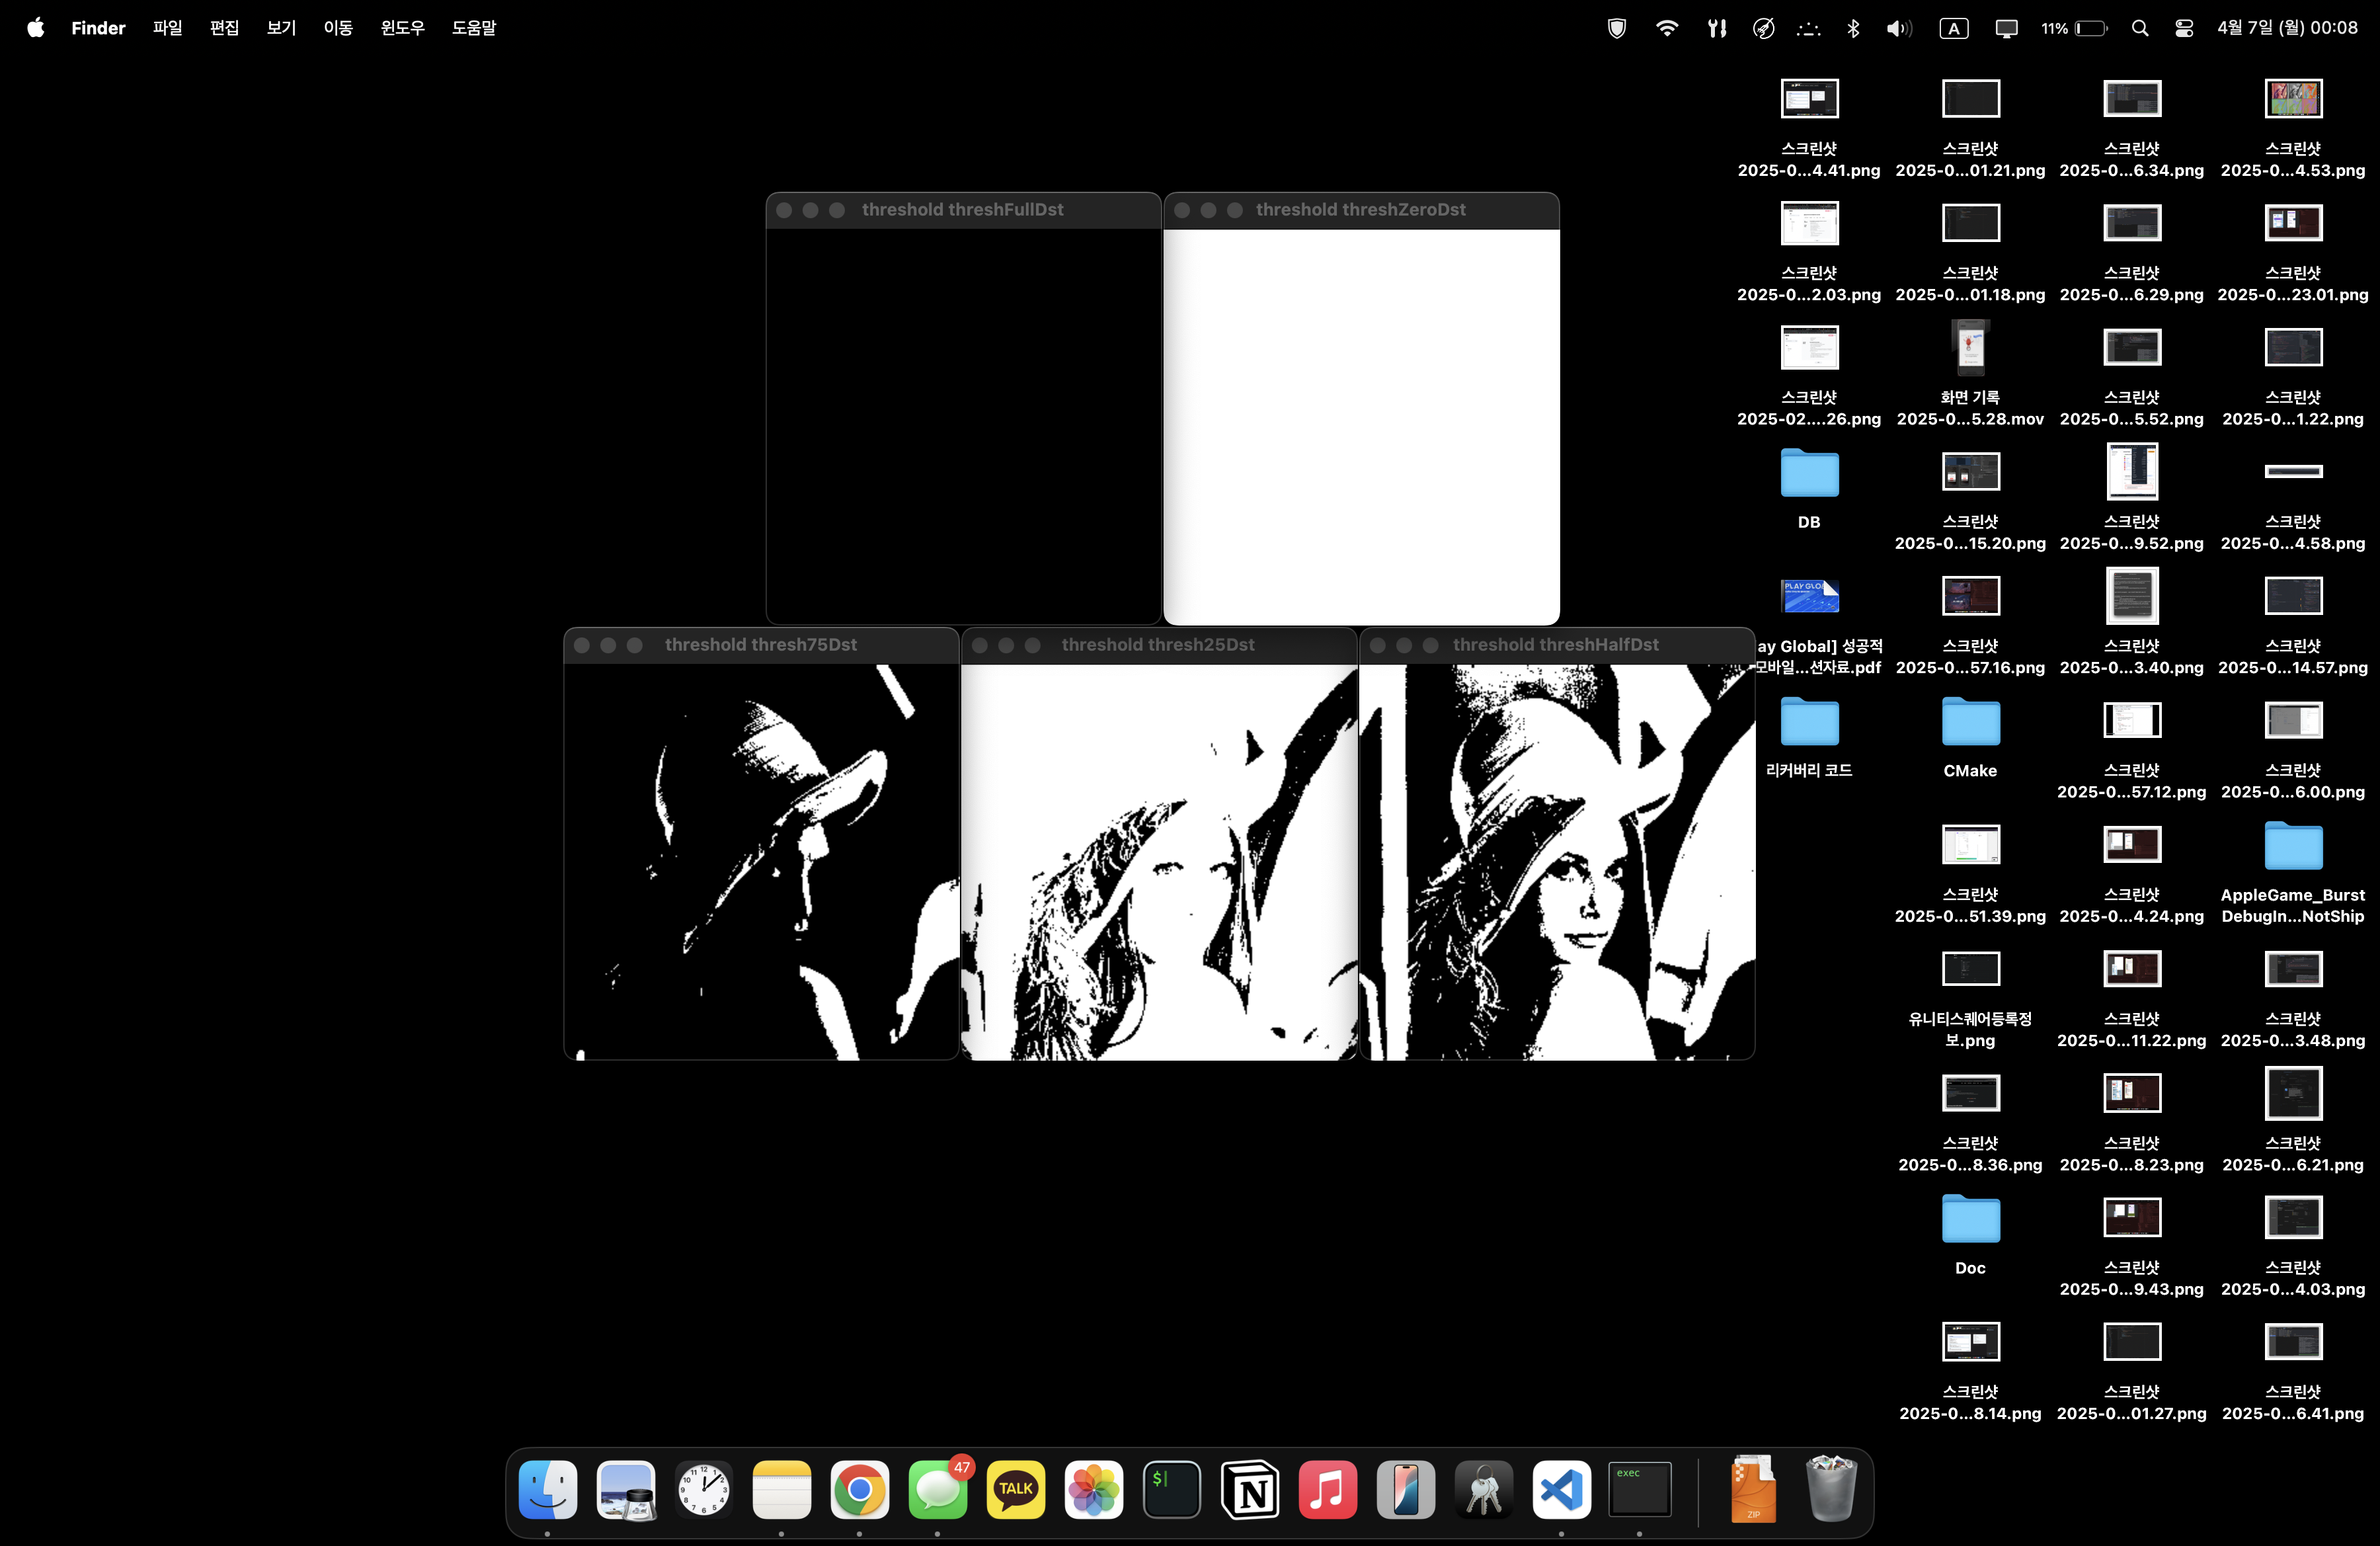 Finder 파일 편집 보기 이동 윈도우 도움말 A 11% 4월 7일 (월) 00:08
스크린샷
2025-0...4.41.png
스크린샷
2025-0...01.21.png
스크린샷
2025-0...6.34.png
스크린샷
2025-0...4.53.png
threshold threshFullDst
threshold threshZeroDst
스크린샷
2025-0...2.03.png
스크린샷
2025-0...01.18.png
스크린샷
2025-0...6.29.png
스크린샷
2025-0...23.01.png
스크린샷
2025-02....26.png
화면 기록
2025-0...5.28.mov
스크린샷
2025-0...5.52.png
스크린샷
2025-0...1.22.png
DB
스크린샷
2025-0...15.20.png
스크린샷
2025-0...9.52.png
스크린샷
2025-0...4.58.png
PLAY GLO
threshold thresh75Dst
threshold thresh25Dst
threshold threshHalfDst
ay Global] 성공적
모바일...션자료.pdf
스크린샷
2025-0...57.16.png
스크린샷
2025-0...3.40.png
스크린샷
2025-0...14.57.png
리커버리 코드
CMake
스크린샷
2025-0...57.12.png
스크린샷
2025-0...6.00.png
스크린샷
2025-0...51.39.png
스크린샷
2025-0...4.24.png
AppleGame_Burst
DebugIn...NotShip
유니티스퀘어등록정
보.png
스크린샷
2025-0...11.22.png
스크린샷
2025-0...3.48.png
스크린샷
2025-0...8.36.png
스크린샷
2025-0...8.23.png
스크린샷
2025-0...6.21.png
Doc
스크린샷
2025-0...9.43.png
스크린샷
2025-0...4.03.png
스크린샷
2025-0...8.14.png
스크린샷
2025-0...01.27.png
스크린샷
2025-0...6.41.png
47
TALK
$
N
exec
ZIP